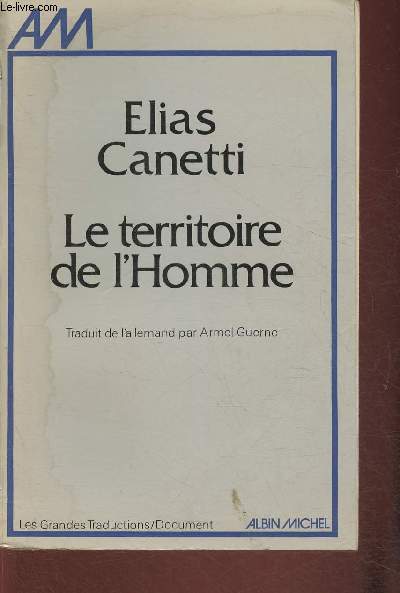 Le-livre.com
AM
Elias
Canetti
Le territoire
de l'Homme
Traduit de l'allemand par Armel Guerne
Les Grandes Traductions/Document
ALBIN MICHEL